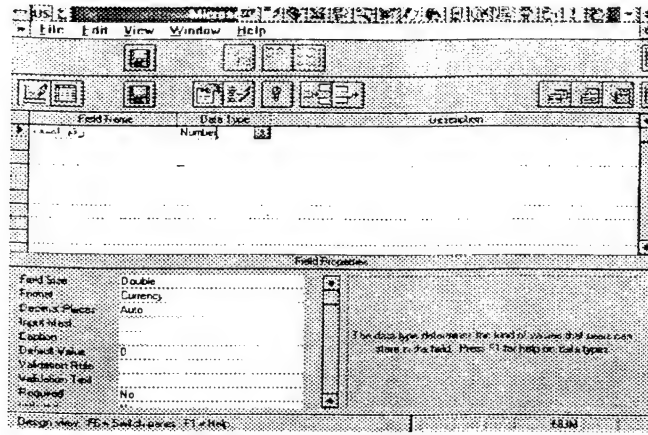 US
File Edit View Window Help
Field Name Data Type Description
Number
Field Properties
Field Size Double
Format Currency
Decimal Places Auto
Input Mask
Caption
Default Value 0
Validation Rule
Validation Text
Required No
The data type determines the kind of values that users can
store in the field. Press F1 for help on data types.
Design view. F6 = Switch panes. F1 = Help.
NUM